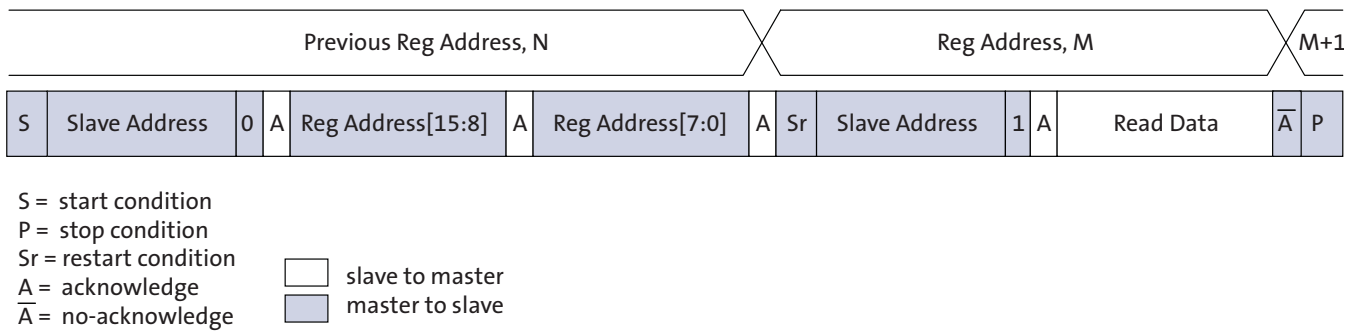 Previous Reg Address, N Reg Address, M M+1
S Slave Address 0 A Reg Address[15:8] A Reg Address[7:0] A Sr Slave Address 1 A Read Data A̅ P
S = start condition
P = stop condition
Sr = restart condition
A = acknowledge
A̅ = no-acknowledge
slave to master
master to slave